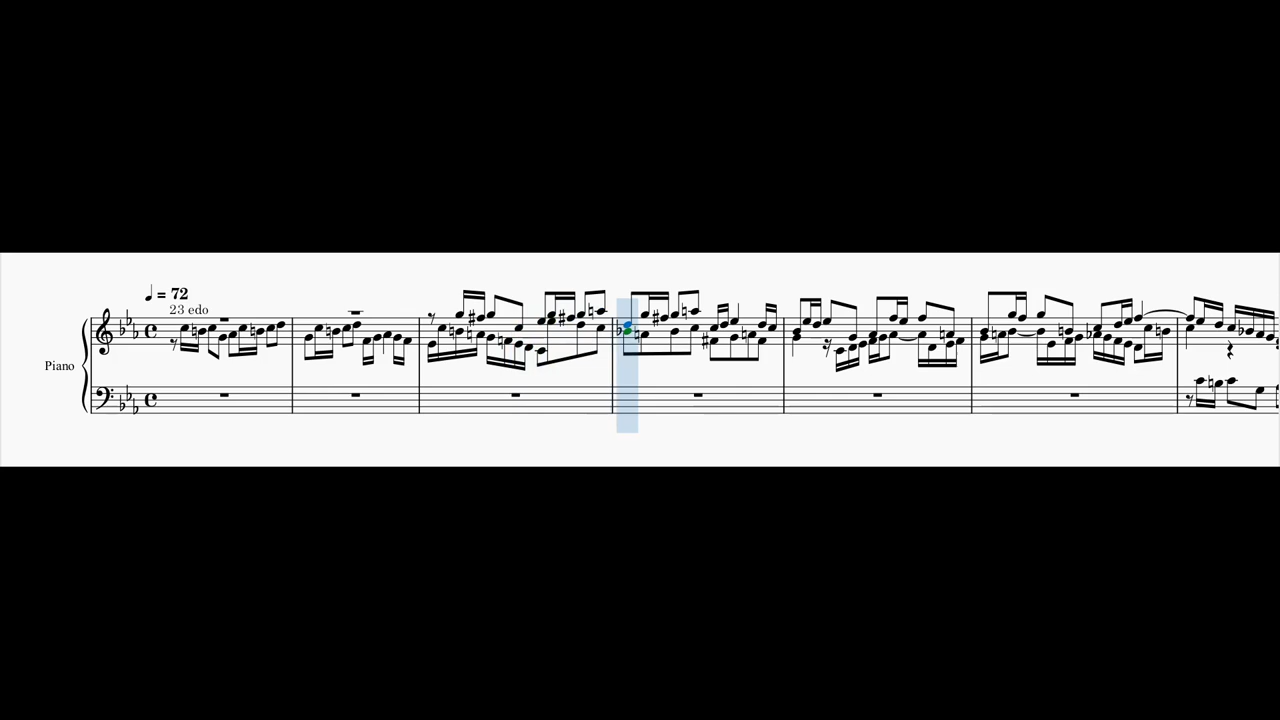 ♩ = 72
23 edo
Piano